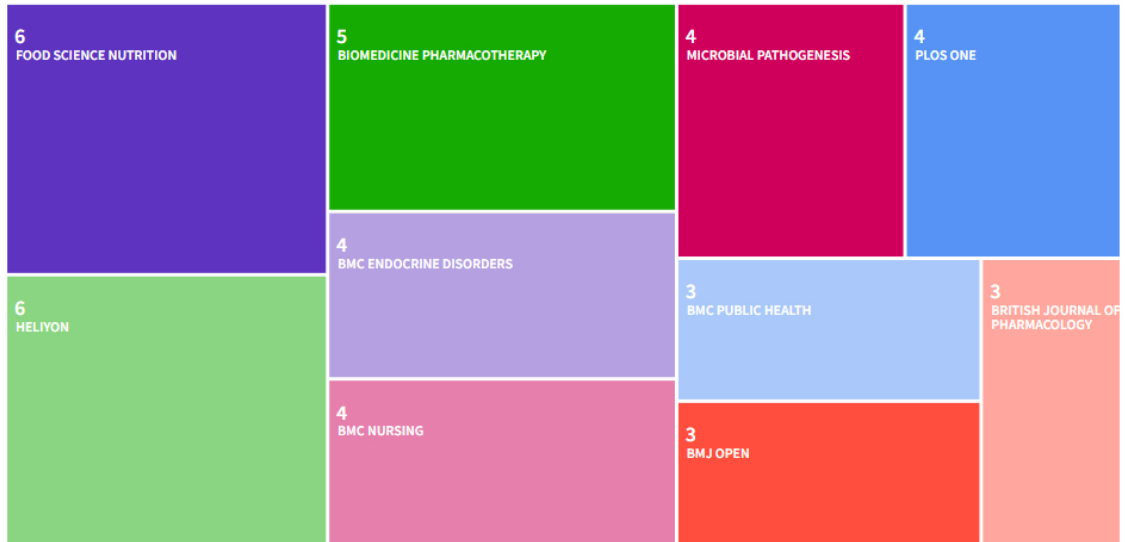 6
FOOD SCIENCE NUTRITION
5
BIOMEDICINE PHARMACOTHERAPY
4
MICROBIAL PATHOGENESIS
4
PLOS ONE
4
BMC ENDOCRINE DISORDERS
6
HELIYON
3
BMC PUBLIC HEALTH
3
BRITISH JOURNAL OF
PHARMACOLOGY
4
BMC NURSING
3
BMJ OPEN